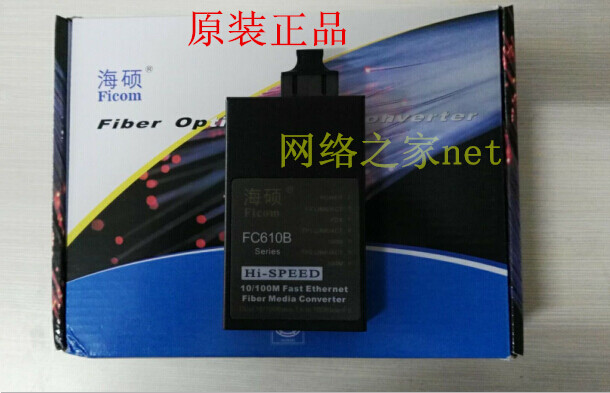 原装正品
海硕®
Ficom
Fiber Opt
onverter
网络之家net
海硕®
Ficom
FC610B
Series
Hi-SPEED
10/100M Fast Ethernet
Fiber Media Converter